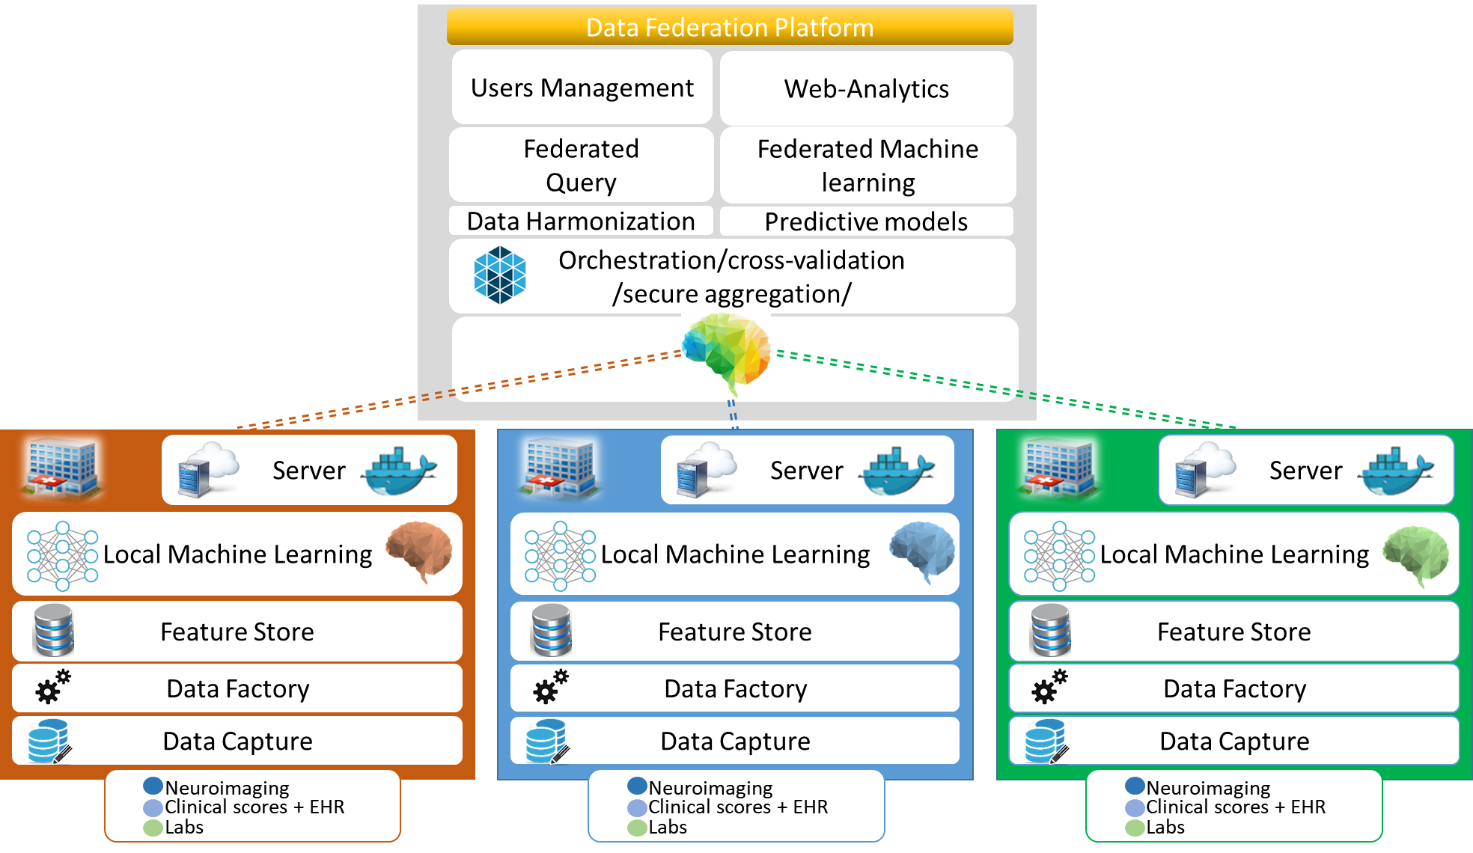 Data Federation Platform
Users Management
Web-Analytics
Federated
Query
Federated Machine
learning
Data Harmonization
Predictive models
Orchestration/cross-validation
/secure aggregation/
Server
Local Machine Learning
Feature Store
Data Factory
Data Capture
Neuroimaging
Clinical scores + EHR
Labs
Server
Local Machine Learning
Feature Store
Data Factory
Data Capture
Neuroimaging
Clinical scores + EHR
Labs
Server
Local Machine Learning
Feature Store
Data Factory
Data Capture
Neuroimaging
Clinical scores + EHR
Labs